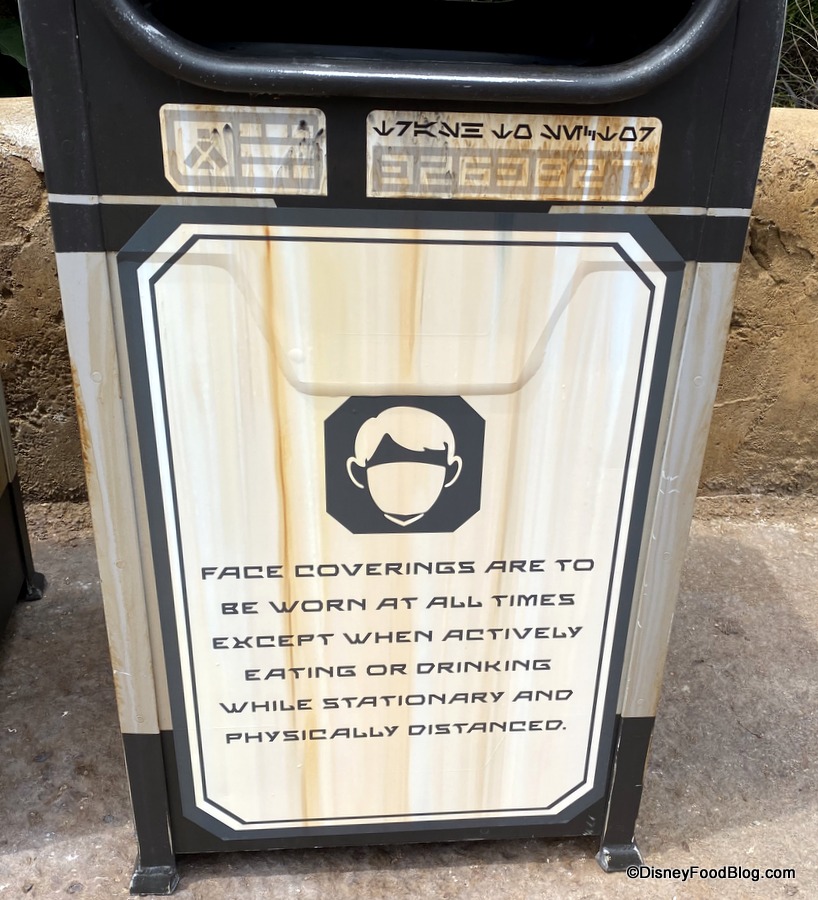 FACE COVERINGS ARE TO
BE WORN AT ALL TIMES
EXCEPT WHEN ACTIVELY
EATING OR DRINKING
WHILE STATIONARY AND
PHYSICALLY DISTANCED.
©DisneyFoodBlog.com